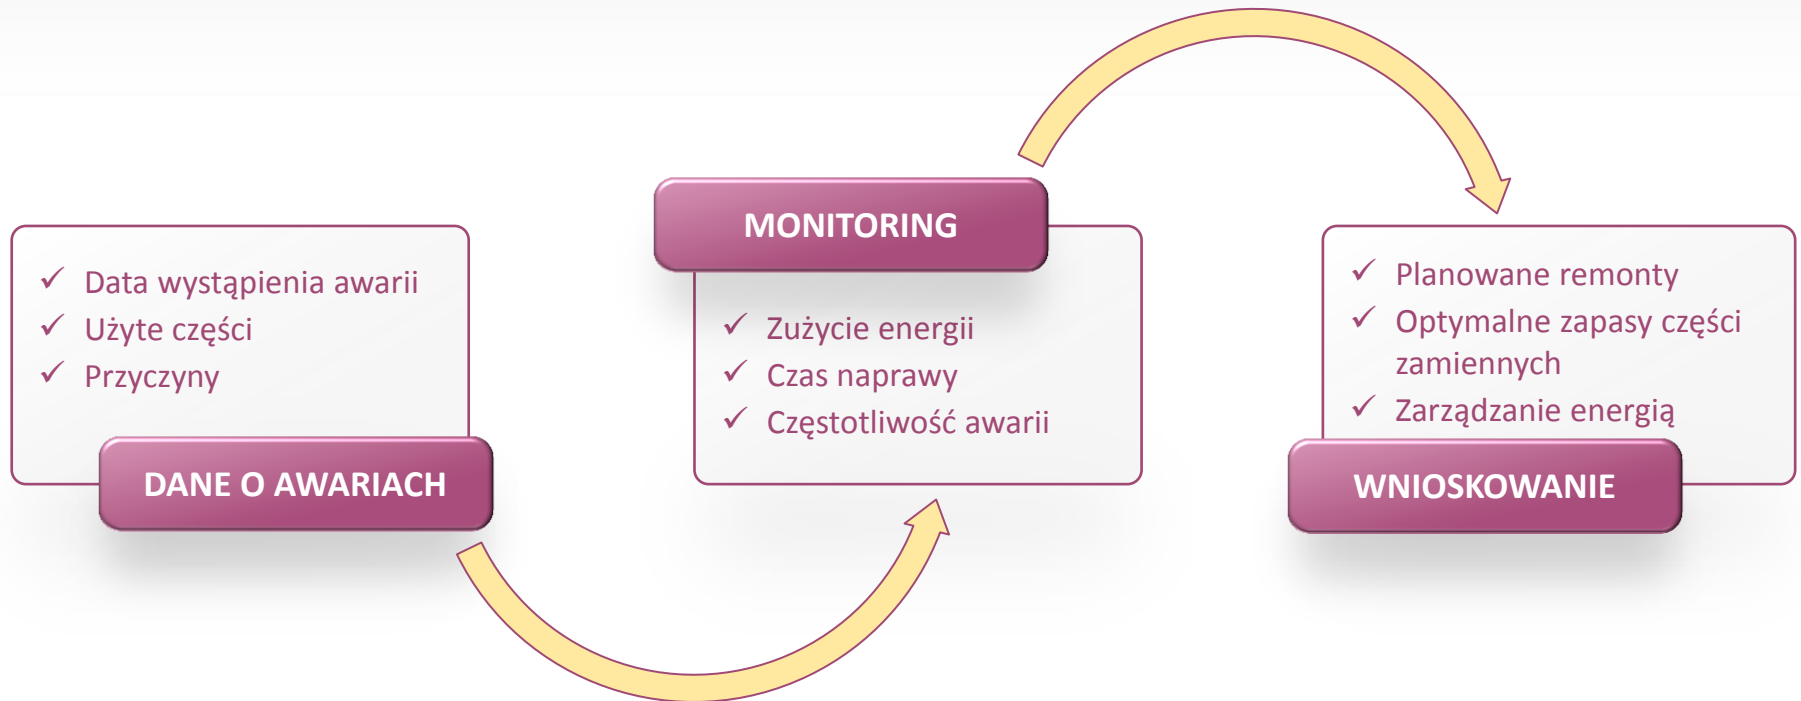 Data wystąpienia awarii
Użyte części
Przyczyny
DANE O AWARIACH
MONITORING
Zużycie energii
Czas naprawy
Częstotliwość awarii
Planowane remonty
Optymalne zapasy części
zamiennych
Zarządzanie energią
WNIOSKOWANIE